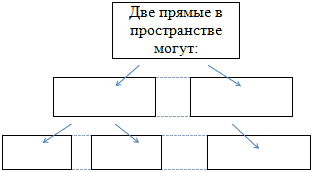 Две прямые в
пространстве
могут: